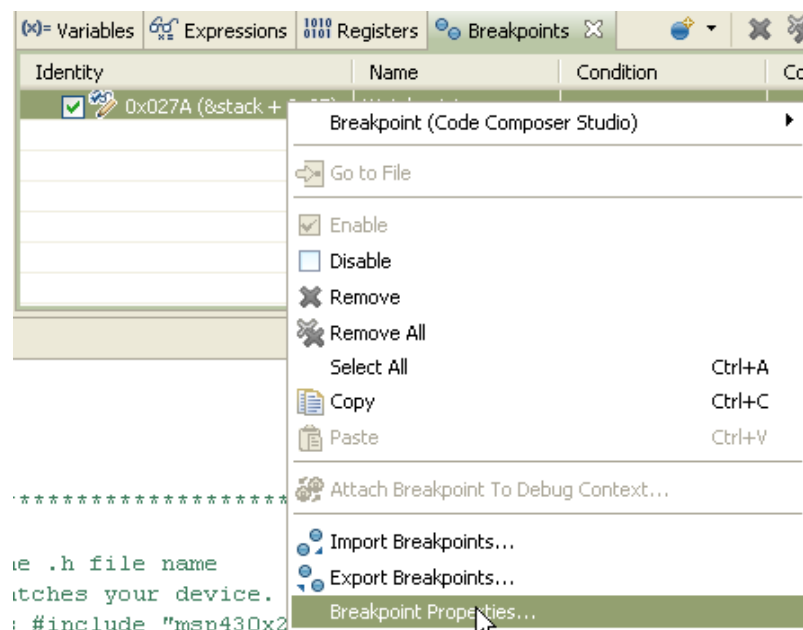 (x)= Variables Expressions 1010 0101 Registers Breakpoints
Identity Name Condition
0x027A (&stack +
Breakpoint (Code Composer Studio)
Go to File
Enable
Disable
Remove
Remove All
Select All Ctrl+A
Copy Ctrl+C
Paste Ctrl+V
Attach Breakpoint To Debug Context...
********************
.h file name
Import Breakpoints...
your device.
Export Breakpoints...
#include "msp430x2
Breakpoint Properties...